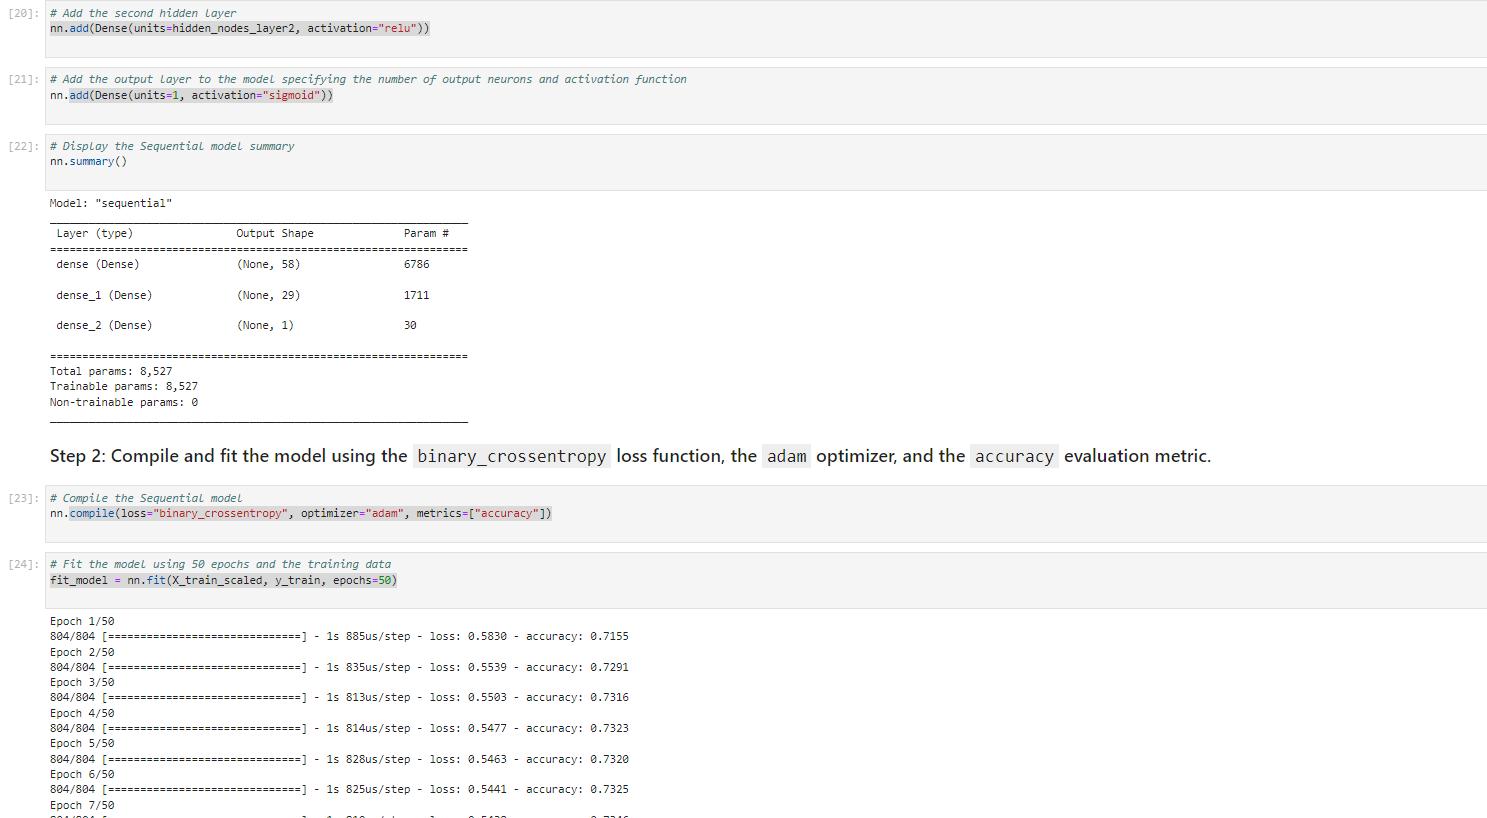 [20]: # Add the second hidden layer
nn.add(Dense(units=hidden_nodes_layer2, activation="relu"))
[21]: # Add the output layer to the model specifying the number of output neurons and activation function
nn.add(Dense(units=1, activation="sigmoid"))
[22]: # Display the Sequential model summary
nn.summary()
Model: "sequential"
_________________________________________________________________
Layer (type) Output Shape Param #
=================================================================
dense (Dense) (None, 58) 6786
dense_1 (Dense) (None, 29) 1711
dense_2 (Dense) (None, 1) 30
=================================================================
Total params: 8,527
Trainable params: 8,527
Non-trainable params: 0
_________________________________________________________________
Step 2: Compile and fit the model using the binary_crossentropy loss function, the adam optimizer, and the accuracy evaluation metric.
[23]: # Compile the Sequential model
nn.compile(loss="binary_crossentropy", optimizer="adam", metrics=["accuracy"])
[24]: # Fit the model using 50 epochs and the training data
fit_model = nn.fit(X_train_scaled, y_train, epochs=50)
Epoch 1/50
804/804 [==============================] - 1s 885us/step - loss: 0.5830 - accuracy: 0.7155
Epoch 2/50
804/804 [==============================] - 1s 835us/step - loss: 0.5539 - accuracy: 0.7291
Epoch 3/50
804/804 [==============================] - 1s 813us/step - loss: 0.5503 - accuracy: 0.7316
Epoch 4/50
804/804 [==============================] - 1s 814us/step - loss: 0.5477 - accuracy: 0.7323
Epoch 5/50
804/804 [==============================] - 1s 828us/step - loss: 0.5463 - accuracy: 0.7320
Epoch 6/50
804/804 [==============================] - 1s 825us/step - loss: 0.5441 - accuracy: 0.7325
Epoch 7/50